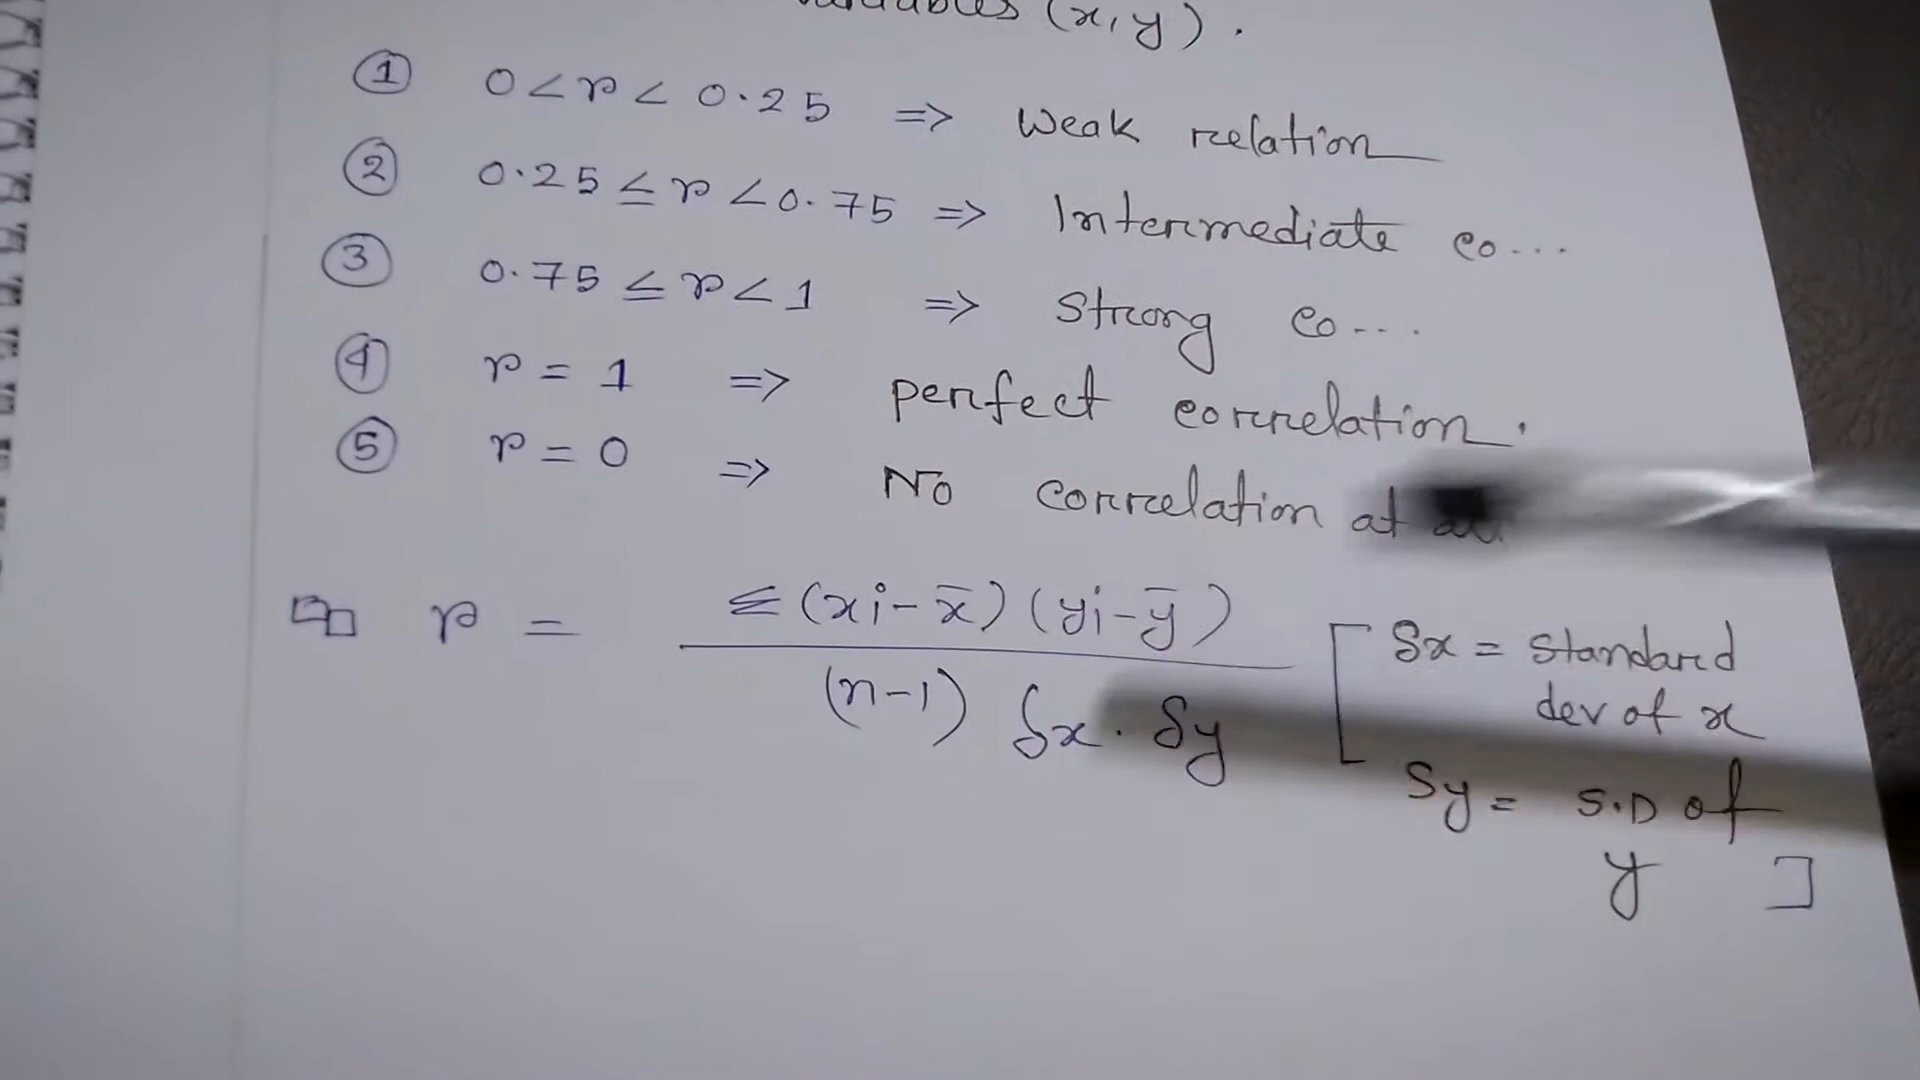 variables (x, y).
① 0 < r < 0.25 => Weak relation
② 0.25 ≤ r < 0.75 => Intermediate co...
③ 0.75 ≤ r < 1 => Strong co...
④ r = 1 => perfect correlation.
⑤ r = 0 => No correlation at
r = Σ(xi - x̄)(yi - ȳ) / (n-1) Sx . Sy
[Sx = standard
dev of x
Sy = S.D of
y ]